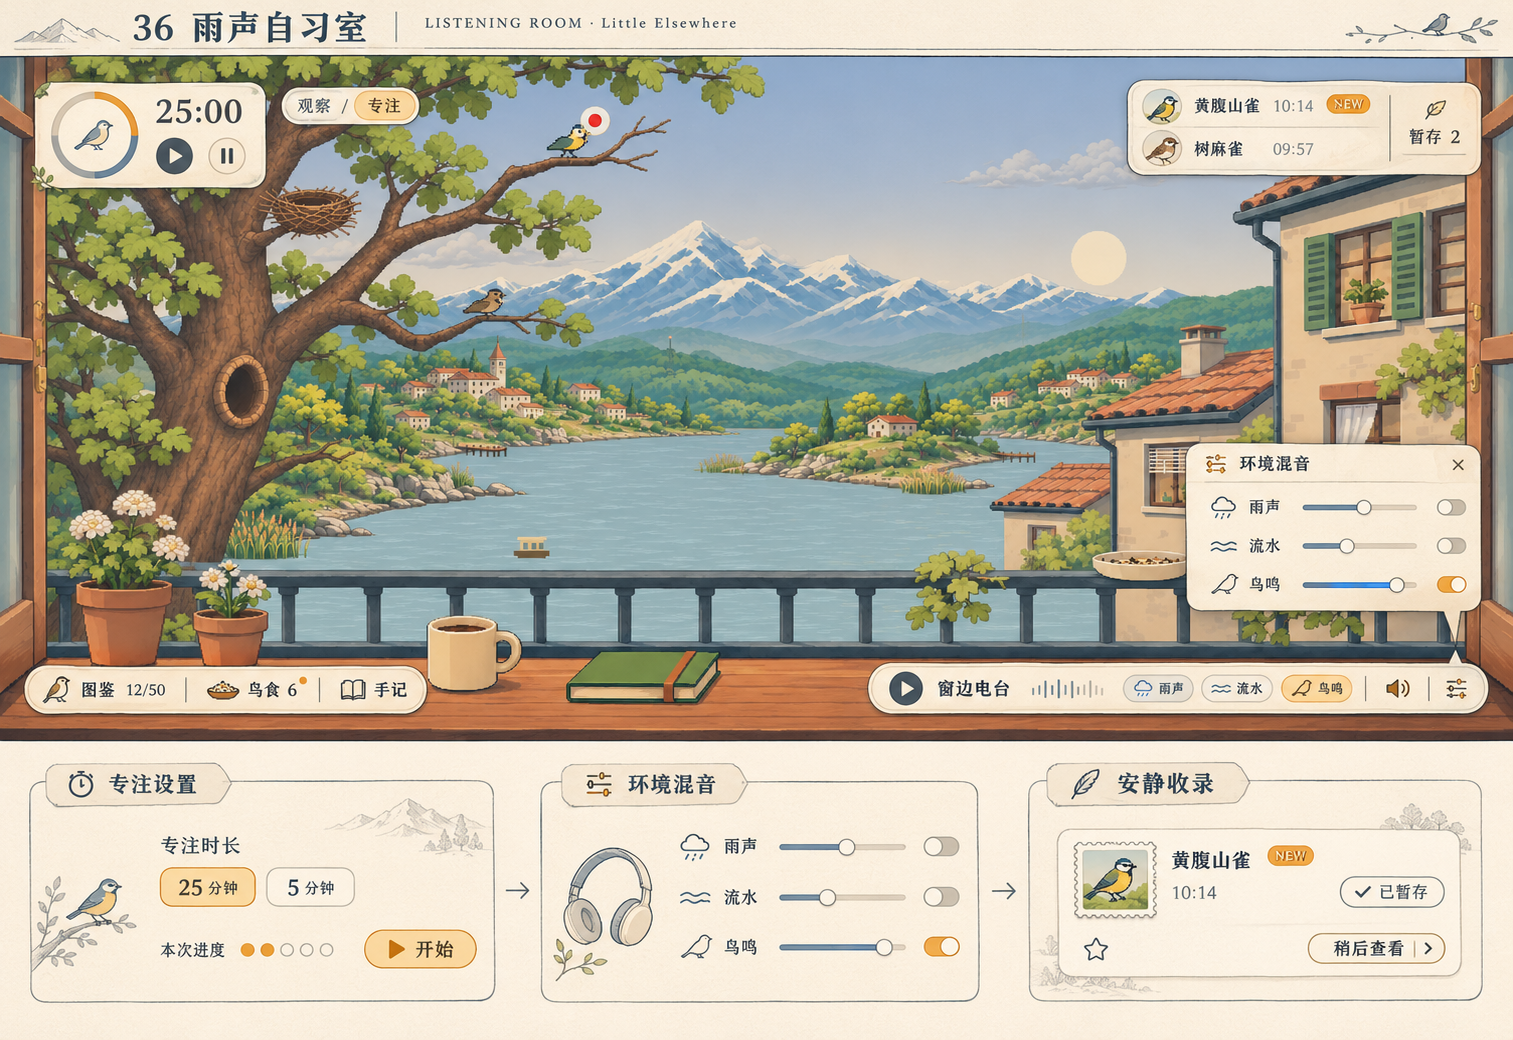 36 雨声自习室
LISTENING ROOM · Little Elsewhere
25:00
观察 / 专注
黄腹山雀 10:14 NEW
树麻雀 09:57
暂存 2
环境混音
雨声
流水
鸟鸣
图鉴 12/50
鸟食 6
手记
窗边电台
雨声
流水
鸟鸣
专注设置
专注时长
25 分钟
5 分钟
本次进度
开始
环境混音
雨声
流水
鸟鸣
安静收录
黄腹山雀 NEW
10:14
已暂存
稍后查看